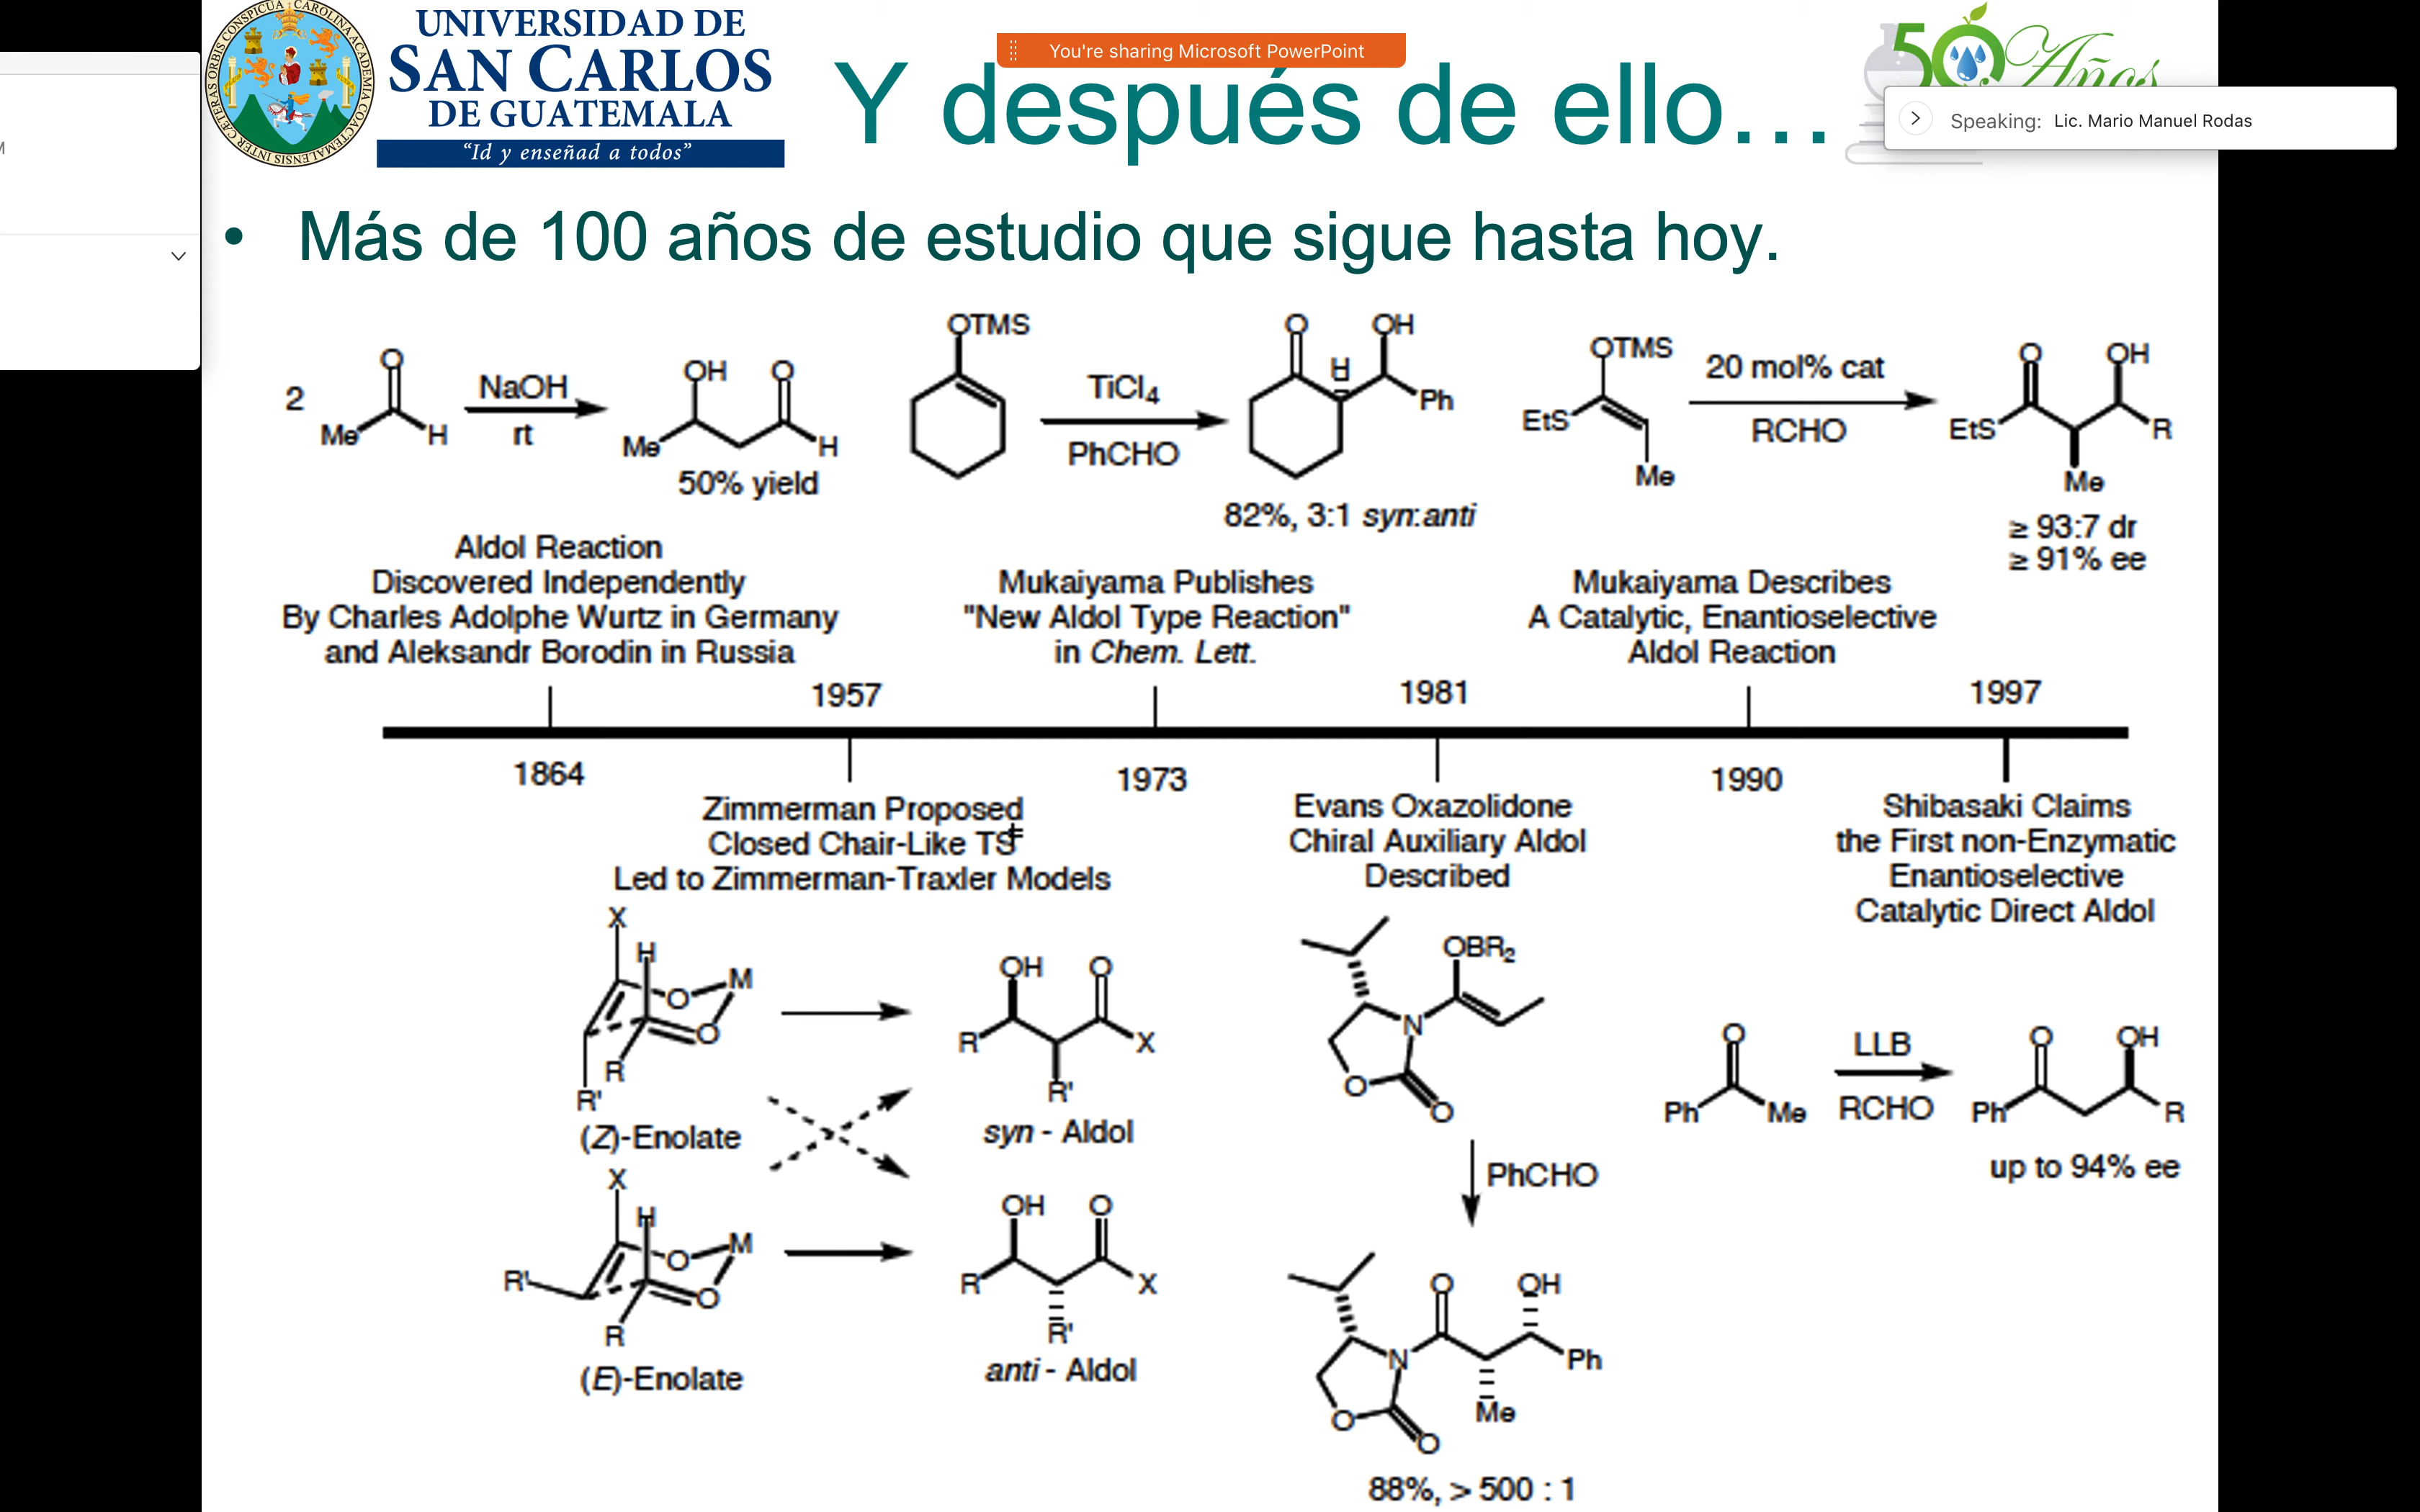 UNIVERSIDAD DE
SAN CARLOS
DE GUATEMALA
“Id y enseñad a todos”
You're sharing Microsoft PowerPoint
Y después de ello...
50 Años
Speaking: Lic. Mario Manuel Rodas
• Más de 100 años de estudio que sigue hasta hoy.
2
O
Me
H
NaOH
rt
OH
O
Me
H
50% yield
OTMS
TiCl4
PhCHO
O
OH
H
Ph
82%, 3:1 syn:anti
OTMS
EtS
Me
20 mol% cat
RCHO
O
OH
EtS
R
Me
≥ 93:7 dr
≥ 91% ee
Aldol Reaction
Discovered Independently
By Charles Adolphe Wurtz in Germany
and Aleksandr Borodin in Russia
Mukaiyama Publishes
"New Aldol Type Reaction"
in Chem. Lett.
Mukaiyama Describes
A Catalytic, Enantioselective
Aldol Reaction
1957
1981
1997
1864
1973
1990
Zimmerman Proposed
Closed Chair-Like TS‡
Led to Zimmerman-Traxler Models
Evans Oxazolidone
Chiral Auxiliary Aldol
Described
Shibasaki Claims
the First non-Enzymatic
Enantioselective
Catalytic Direct Aldol
X
H
M
O
O
R
R'
(Z)-Enolate
OH
O
R
X
R'
syn - Aldol
X
H
M
O
R'
O
R
(E)-Enolate
OH
O
R
X
R'
anti - Aldol
OBR2
N
O
O
PhCHO
O
OH
N
Ph
Me
O
O
88%, > 500 : 1
O
Ph
Me
LLB
RCHO
O
OH
Ph
R
up to 94% ee